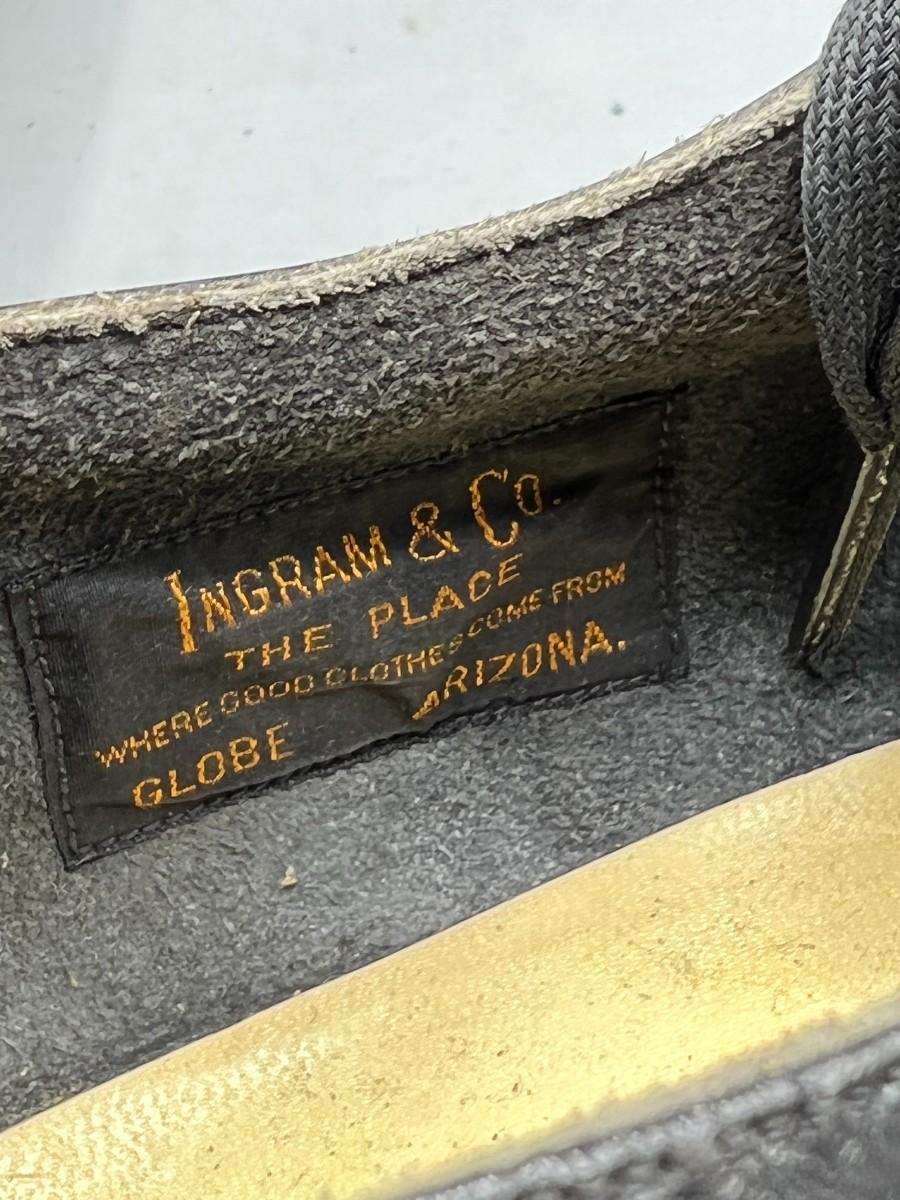 INGRAM & CO.
THE PLACE
WHERE GOOD CLOTHES COME FROM
GLOBE ARIZONA.